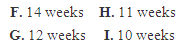 F. 14 weeks H. 11 weeks
G. 12 weeks I. 10 weeks